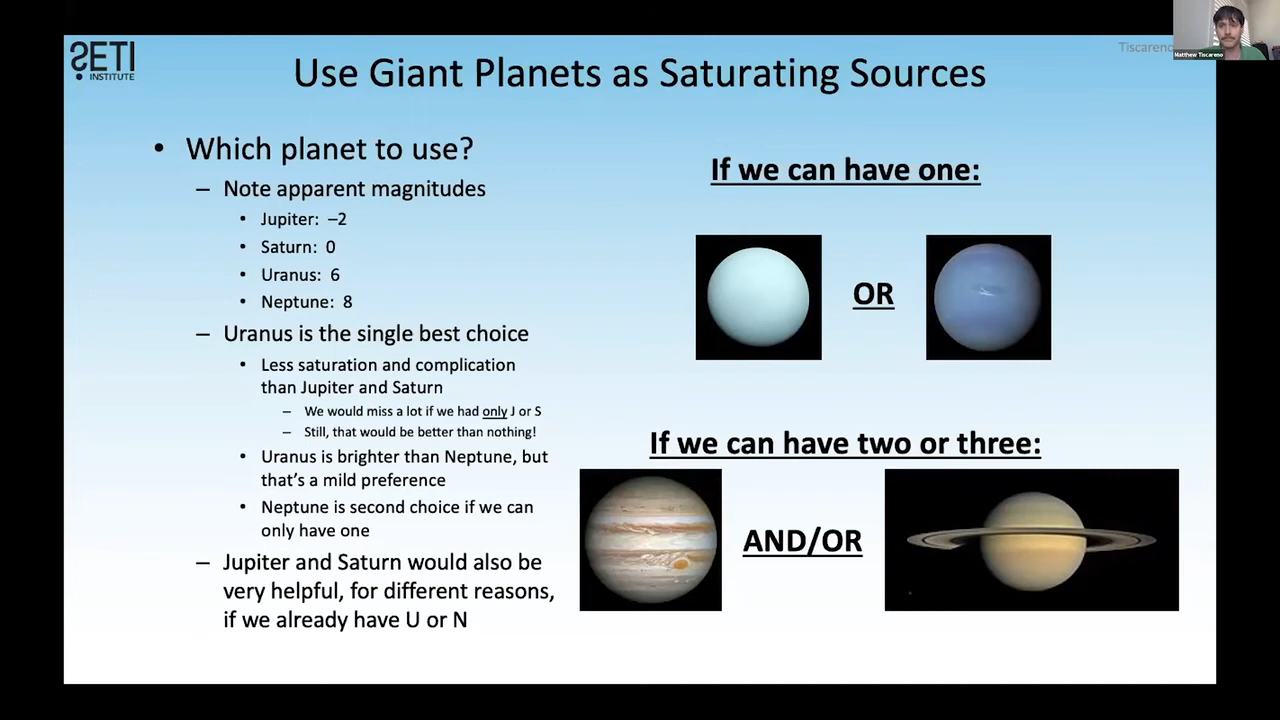 SETI
INSTITUTE
Tiscareno
Matthew Tiscareno
Use Giant Planets as Saturating Sources
• Which planet to use?
– Note apparent magnitudes
• Jupiter: –2
• Saturn: 0
• Uranus: 6
• Neptune: 8
– Uranus is the single best choice
• Less saturation and complication
than Jupiter and Saturn
– We would miss a lot if we had only J or S
– Still, that would be better than nothing!
• Uranus is brighter than Neptune, but
that's a mild preference
• Neptune is second choice if we can
only have one
– Jupiter and Saturn would also be
very helpful, for different reasons,
if we already have U or N
If we can have one:
OR
If we can have two or three:
AND/OR